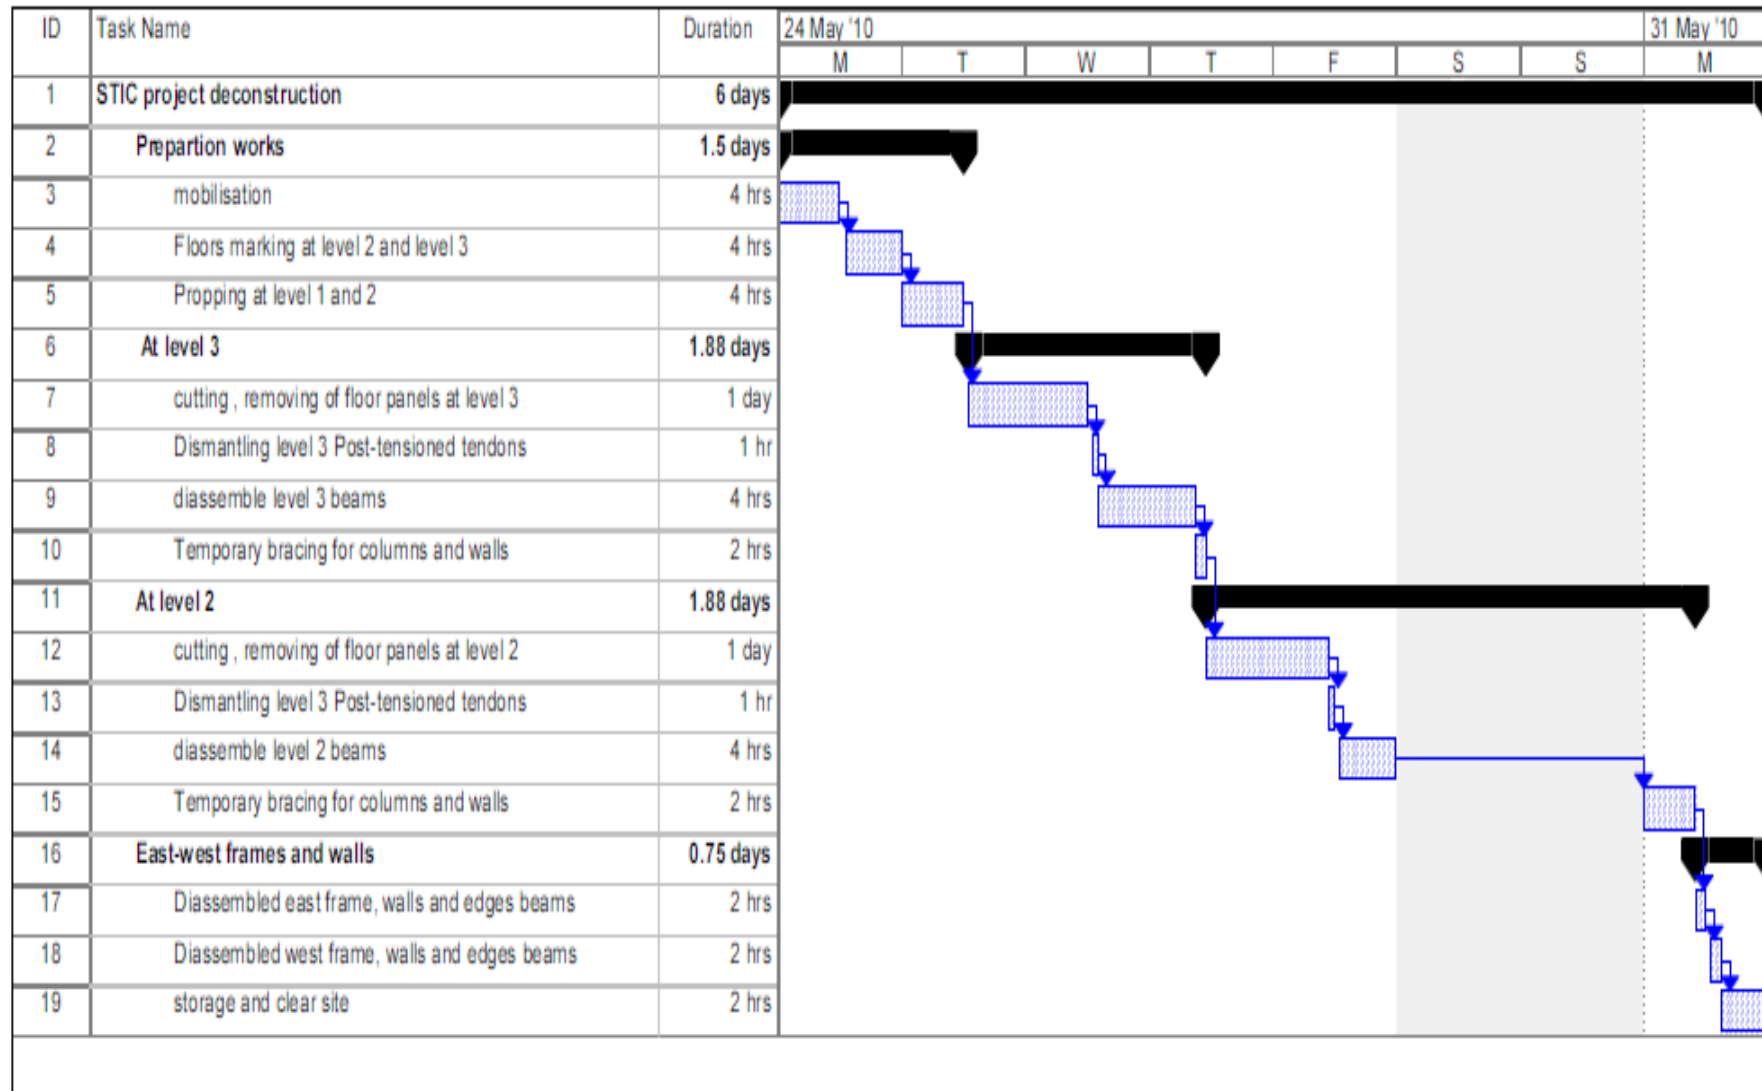 ID Task Name Duration 24 May '10 31 May '10
M T W T F S S M
1 STIC project deconstruction 6 days
2 Prepartion works 1.5 days
3 mobilisation 4 hrs
4 Floors marking at level 2 and level 3 4 hrs
5 Propping at level 1 and 2 4 hrs
6 At level 3 1.88 days
7 cutting , removing of floor panels at level 3 1 day
8 Dismantling level 3 Post-tensioned tendons 1 hr
9 diassemble level 3 beams 4 hrs
10 Temporary bracing for columns and walls 2 hrs
11 At level 2 1.88 days
12 cutting , removing of floor panels at level 2 1 day
13 Dismantling level 3 Post-tensioned tendons 1 hr
14 diassemble level 2 beams 4 hrs
15 Temporary bracing for columns and walls 2 hrs
16 East-west frames and walls 0.75 days
17 Diassembled east frame, walls and edges beams 2 hrs
18 Diassembled west frame, walls and edges beams 2 hrs
19 storage and clear site 2 hrs